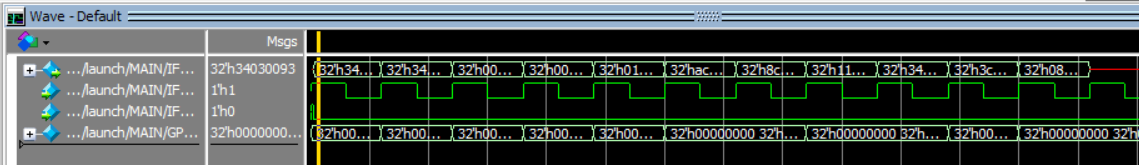 Wave - Default
Msgs
.../launch/MAIN/IF... 32'h34030093 32'h34... 32'h34... 32'h00... 32'h00... 32'h01... 32'hac... 32'h8c... 32'h11... 32'h34... 32'h3c... 32'h08...
.../launch/MAIN/IF... 1'h1
.../launch/MAIN/IF... 1'h0
.../launch/MAIN/GP... 32'h0000000... 32'h00... 32'h00... 32'h00... 32'h00... 32'h00... 32'h00000000 32'h... 32'h00000000 32'h... 32'h00... 32'h00000000 32'h